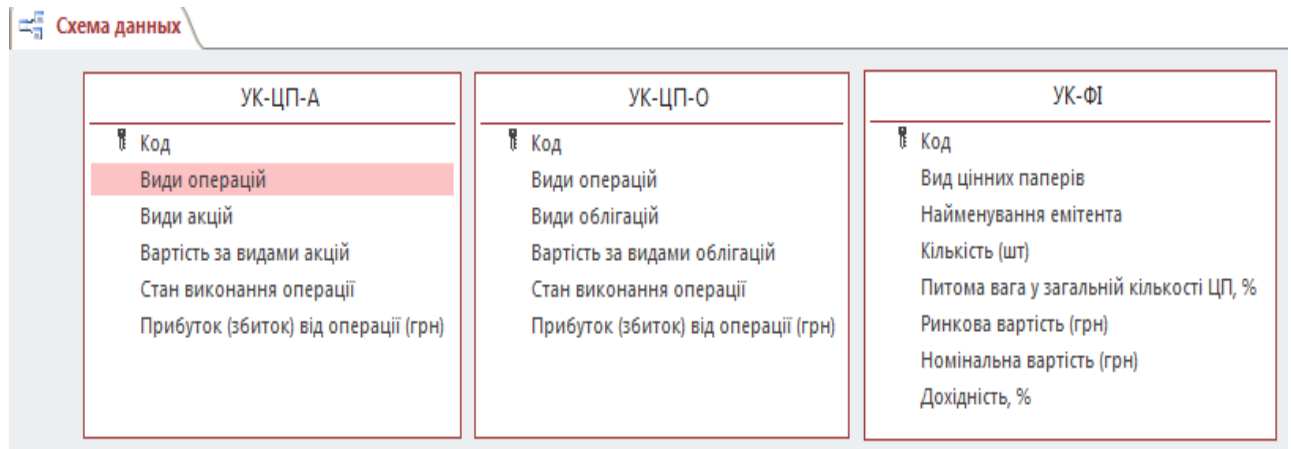 Схема данных
УК-ЦП-А
Код
Види операцій
Види акцій
Вартість за видами акцій
Стан виконання операції
Прибуток (збиток) від операції (грн)
УК-ЦП-О
Код
Види операцій
Види облігацій
Вартість за видами облігацій
Стан виконання операції
Прибуток (збиток) від операції (грн)
УК-ФІ
Код
Вид цінних паперів
Найменування емітента
Кількість (шт)
Питома вага у загальній кількості ЦП, %
Ринкова вартість (грн)
Номінальна вартість (грн)
Дохідність, %